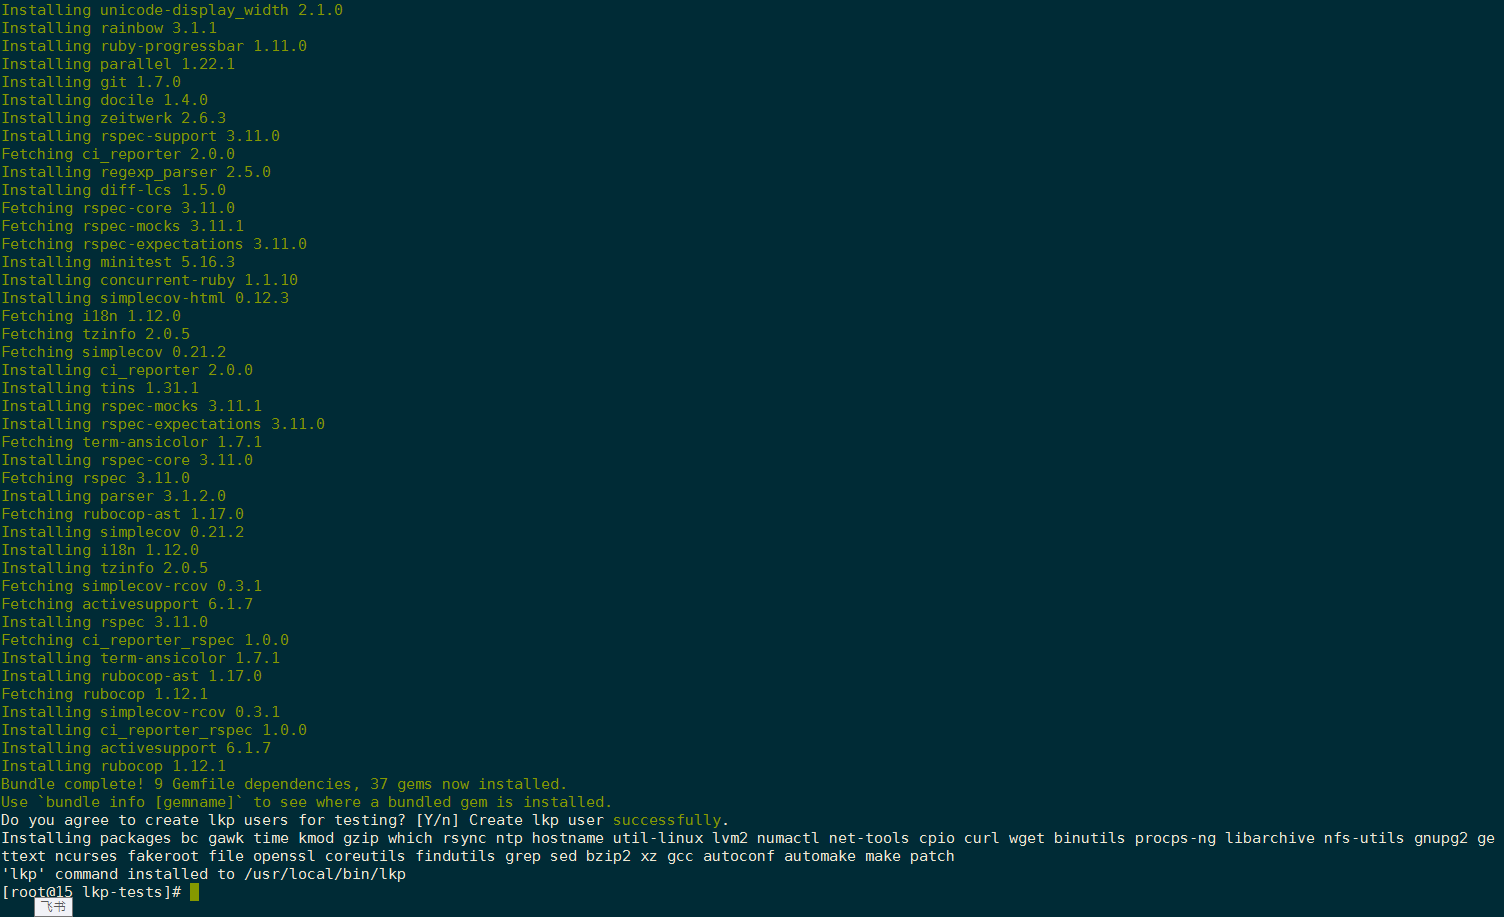 Installing unicode-display_width 2.1.0
Installing rainbow 3.1.1
Installing ruby-progressbar 1.11.0
Installing parallel 1.22.1
Installing git 1.7.0
Installing docile 1.4.0
Installing zeitwerk 2.6.3
Installing rspec-support 3.11.0
Fetching ci_reporter 2.0.0
Installing regexp_parser 2.5.0
Installing diff-lcs 1.5.0
Fetching rspec-core 3.11.0
Fetching rspec-mocks 3.11.1
Fetching rspec-expectations 3.11.0
Installing minitest 5.16.3
Installing concurrent-ruby 1.1.10
Installing simplecov-html 0.12.3
Fetching i18n 1.12.0
Fetching tzinfo 2.0.5
Fetching simplecov 0.21.2
Installing ci_reporter 2.0.0
Installing tins 1.31.1
Installing rspec-mocks 3.11.1
Installing rspec-expectations 3.11.0
Fetching term-ansicolor 1.7.1
Installing rspec-core 3.11.0
Fetching rspec 3.11.0
Installing parser 3.1.2.0
Fetching rubocop-ast 1.17.0
Installing simplecov 0.21.2
Installing i18n 1.12.0
Installing tzinfo 2.0.5
Fetching simplecov-rcov 0.3.1
Fetching activesupport 6.1.7
Installing rspec 3.11.0
Fetching ci_reporter_rspec 1.0.0
Installing term-ansicolor 1.7.1
Installing rubocop-ast 1.17.0
Fetching rubocop 1.12.1
Installing simplecov-rcov 0.3.1
Installing ci_reporter_rspec 1.0.0
Installing activesupport 6.1.7
Installing rubocop 1.12.1
Bundle complete! 9 Gemfile dependencies, 37 gems now installed.
Use `bundle info [gemname]` to see where a bundled gem is installed.
Do you agree to create lkp users for testing? [Y/n] Create lkp user successfully.
Installing packages bc gawk time kmod gzip which rsync ntp hostname util-linux lvm2 numactl net-tools cpio curl wget binutils procps-ng libarchive nfs-utils gnupg2 ge
ttext ncurses fakeroot file openssl coreutils findutils grep sed bzip2 xz gcc autoconf automake make patch
'lkp' command installed to /usr/local/bin/lkp
[root@15 lkp-tests]#
飞书